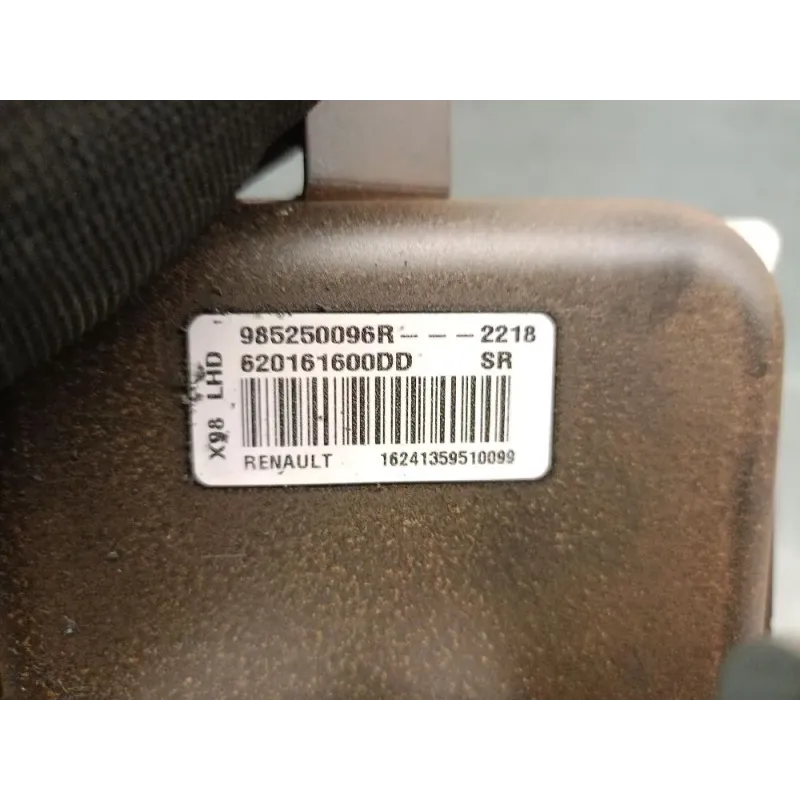 985250096R - - - 2218
620161600DD SR
RENAULT 16241359510099
X98 LHD